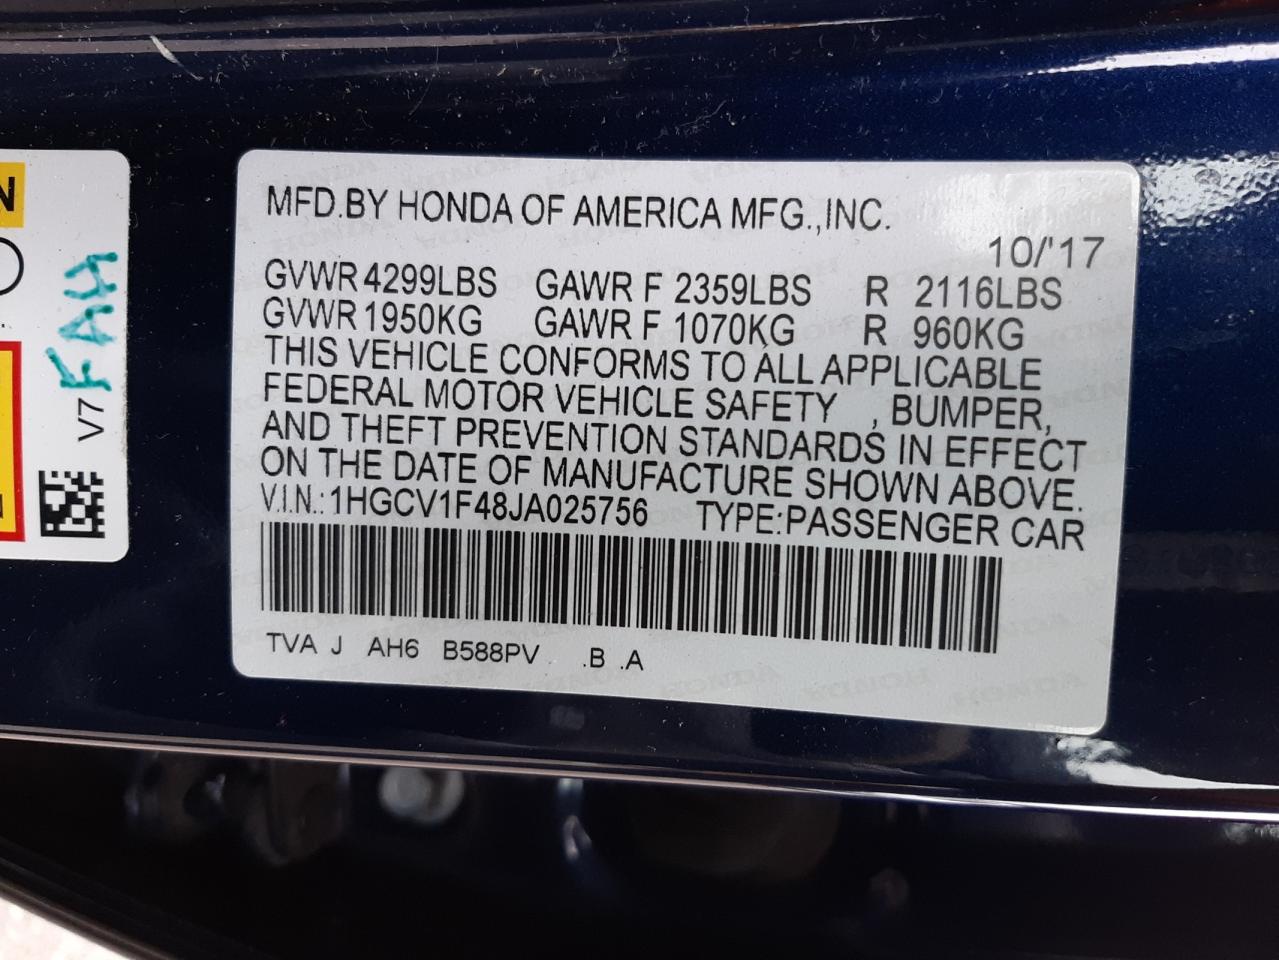 MFD.BY HONDA OF AMERICA MFG.,INC.
10/'17
GVWR 4299LBS GAWR F 2359LBS R 2116LBS
GVWR 1950KG GAWR F 1070KG R 960KG
THIS VEHICLE CONFORMS TO ALL APPLICABLE
FEDERAL MOTOR VEHICLE SAFETY , BUMPER,
AND THEFT PREVENTION STANDARDS IN EFFECT
ON THE DATE OF MANUFACTURE SHOWN ABOVE.
V.I.N.: 1HGCV1F48JA025756 TYPE:PASSENGER CAR
TVA J AH6 B588PV .B .A
V7 FAH